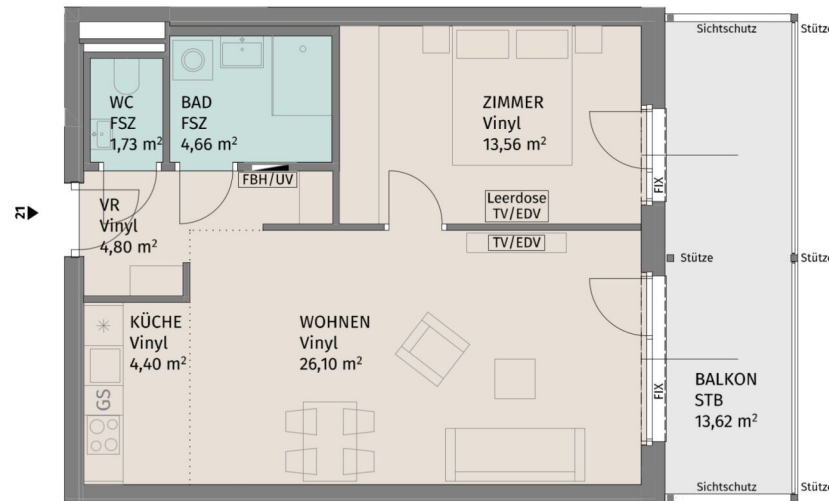 Sichtschutz
Stütze
WC
FSZ
1,73 m²
BAD
FSZ
4,66 m²
ZIMMER
Vinyl
13,56 m²
FBH/UV
FIX
Leerdose
TV/EDV
VR
Vinyl
4,80 m²
21
TV/EDV
Stütze
Stütze
KÜCHE
Vinyl
4,40 m²
WOHNEN
Vinyl
26,10 m²
GS
FIX
BALKON
STB
13,62 m²
Sichtschutz
Stütze